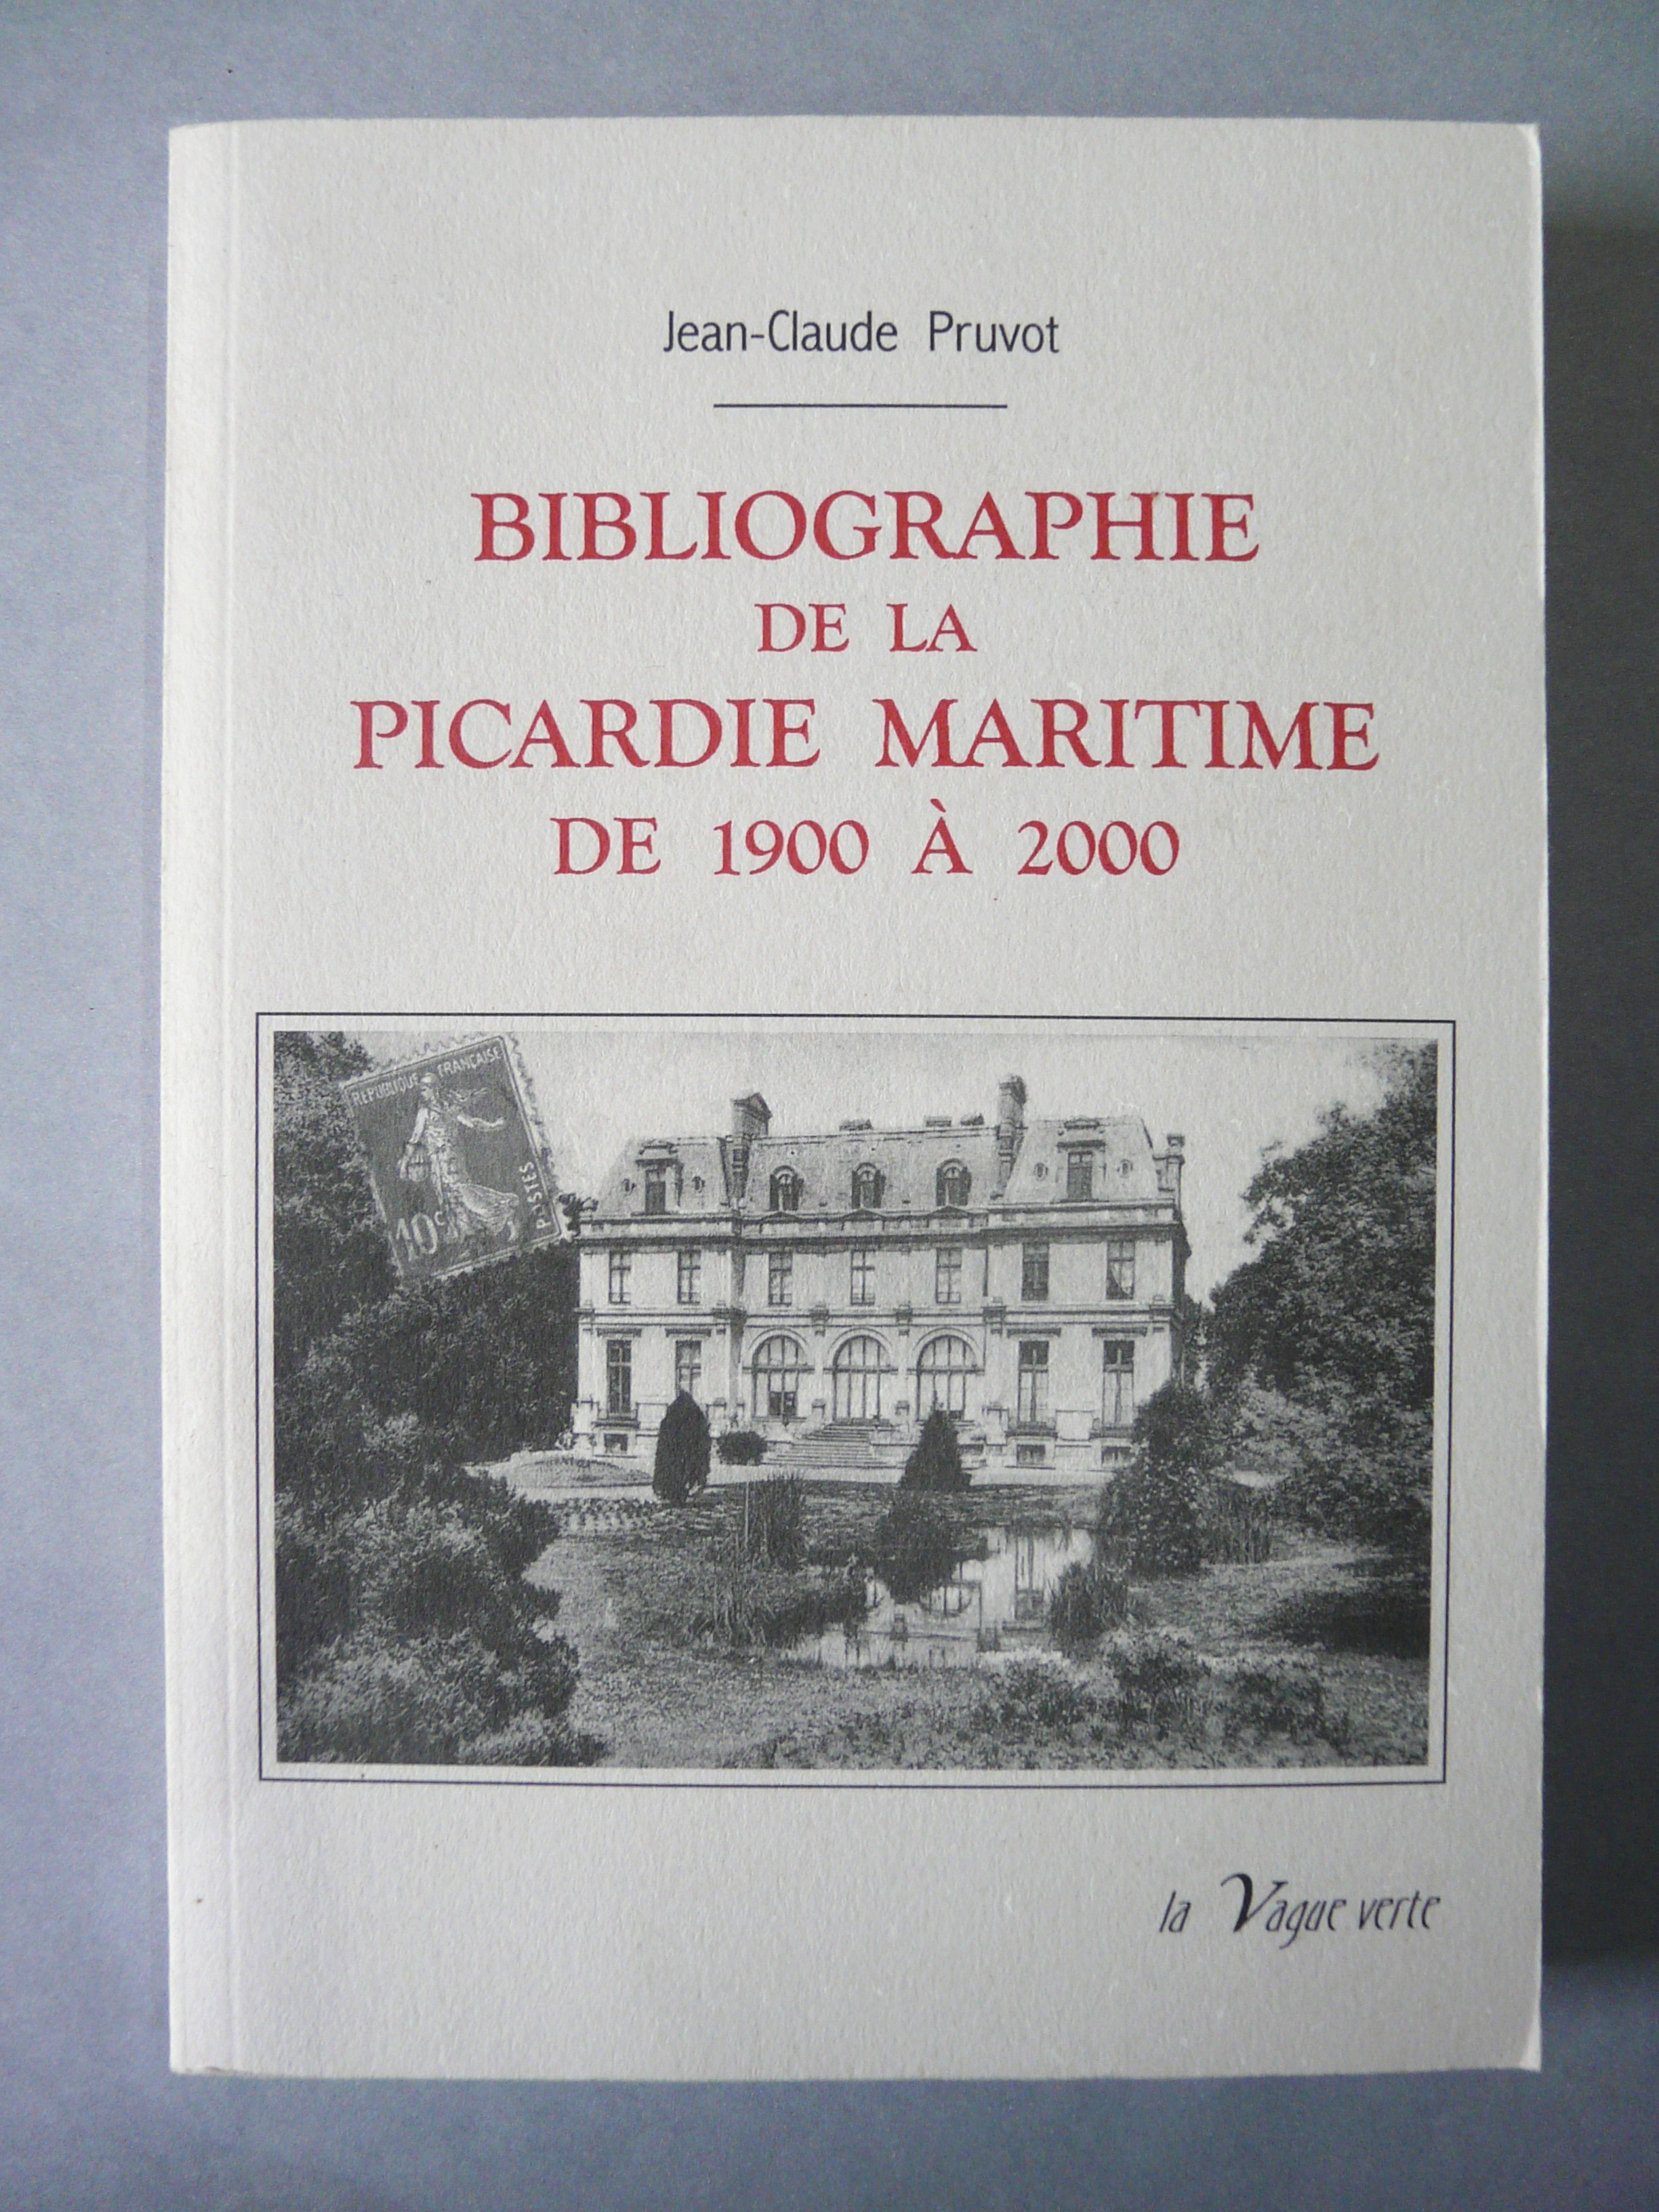 Jean-Claude Pruvot
BIBLIOGRAPHIE
DE LA
PICARDIE MARITIME
DE 1900 À 2000
REPUBLIQUE FRANÇAISE
10c
POSTES
la Vague verte